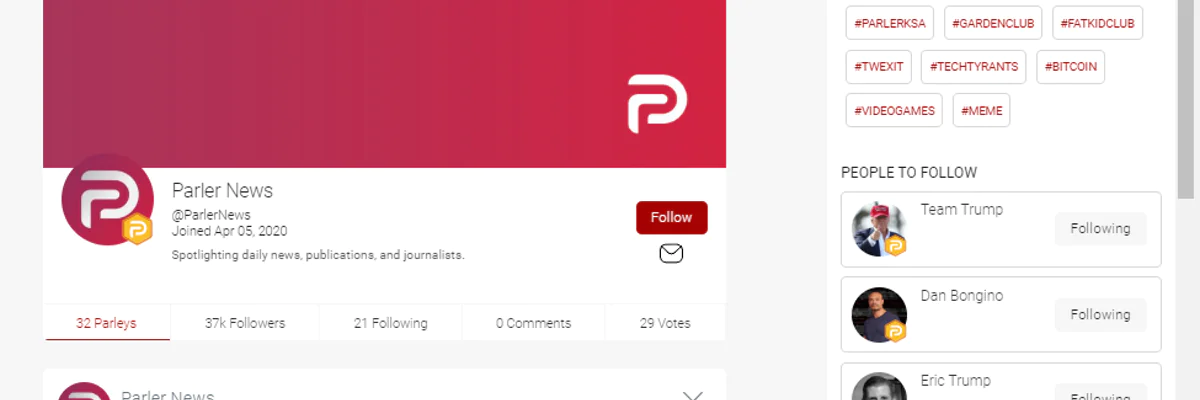 Parler News
@ParlerNews
Joined Apr 05, 2020
Spotlighting daily news, publications, and journalists.
Follow
32 Parleys
37k Followers
21 Following
0 Comments
29 Votes
Parler News
#PARLERKSA #GARDENCLUB #FATKIDCLUB
#TWEXIT #TECHTYRANTS #BITCOIN
#VIDEOGAMES #MEME
PEOPLE TO FOLLOW
Team Trump
Following
Dan Bongino
Following
Eric Trump
Following